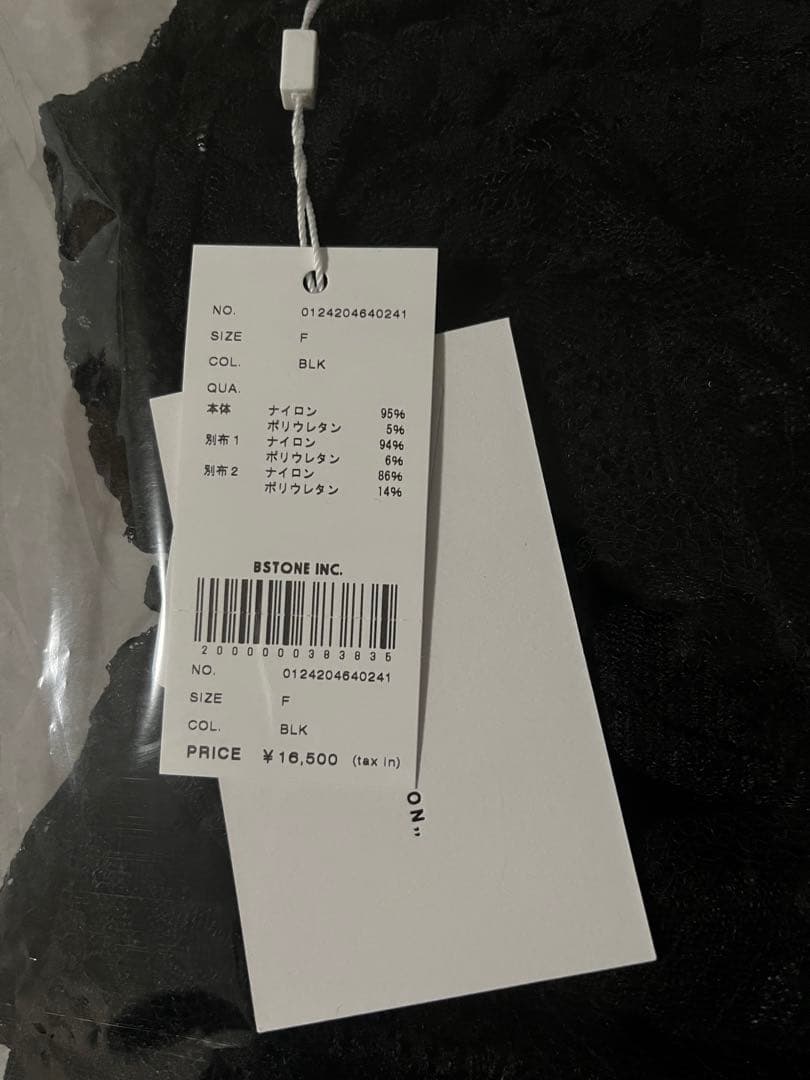 NO. 0124204640241
SIZE F
COL. BLK
QUA.
本体 ナイロン 95%
ポリウレタン 5%
別布1 ナイロン 94%
ポリウレタン 6%
別布2 ナイロン 86%
ポリウレタン 14%
BSTONE INC.
2000000383835
NO. 0124204640241
SIZE F
COL. BLK
PRICE ¥16,500 (tax in)
ON"